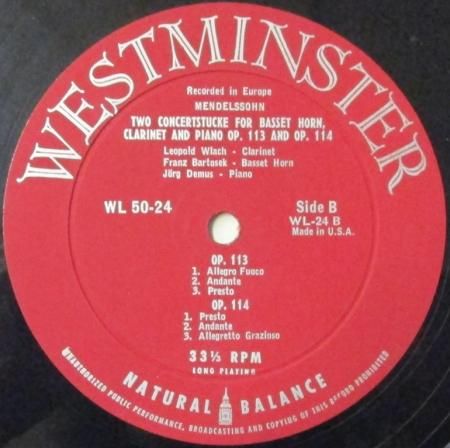 WESTMINSTER
Recorded in Europe
MENDELSSOHN
TWO CONCERTSTUCKE FOR BASSET HORN,
CLARINET AND PIANO OP. 113 AND OP. 114
Leopold Wlach - Clarinet
Franz Bartosek - Basset Horn
Jörg Demus - Piano
WL 50-24
Side B
WL-24 B
Made in U.S.A.
OP. 113
1. Allegro Fuoco
2. Andante
3. Presto
OP. 114
1. Presto
2. Andante
3. Allegretto Grazioso
33⅓ RPM
LONG PLAYING
NATURAL BALANCE
UNAUTHORIZED PUBLIC PERFORMANCE, BROADCASTING AND COPYING OF THIS RECORD PROHIBITED